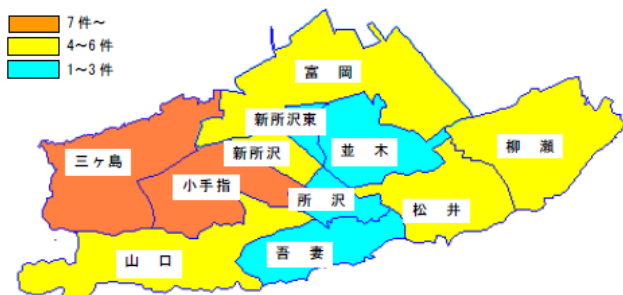 7件～
4～6件
1～3件
富　岡
新所沢東
柳　瀬
新所沢
並　木
三ヶ島
小手指
所　沢
松　井
吾　妻
山　口